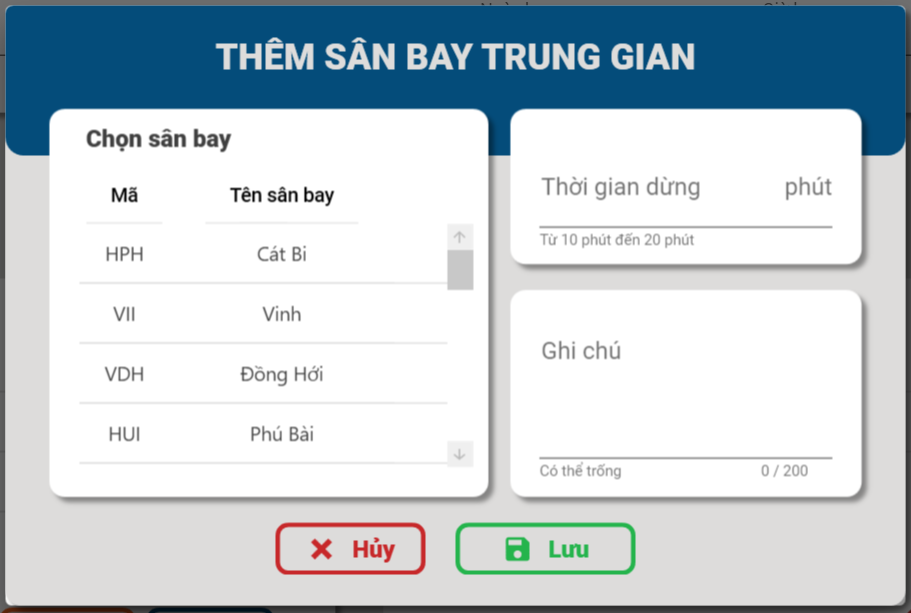 THÊM SÂN BAY TRUNG GIAN
Chọn sân bay
Mã Tên sân bay
HPH Cát Bi
VII Vinh
VDH Đồng Hới
HUI Phú Bài
Thời gian dừng phút
Từ 10 phút đến 20 phút
Ghi chú
Có thể trống 0 / 200
Hủy Lưu